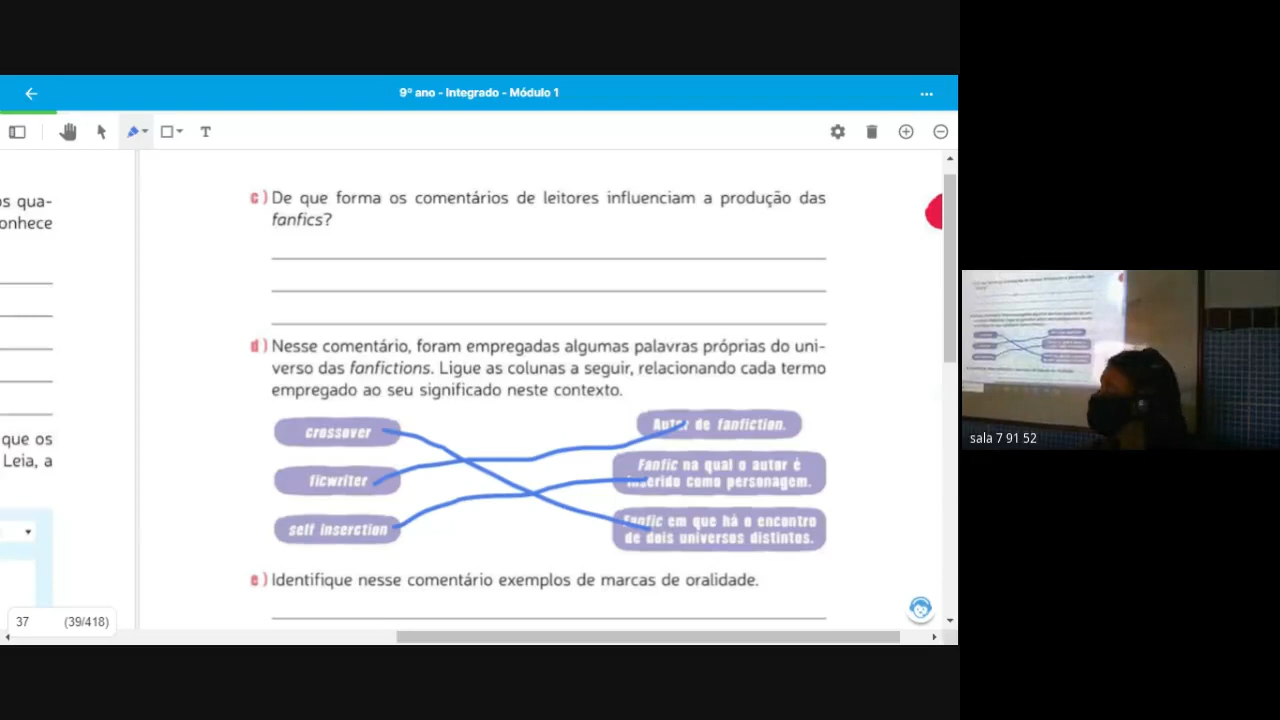 9º ano - Integrado - Módulo 1
T
os qua-
onhece
que os
Leia, a
c) De que forma os comentários de leitores influenciam a produção das
fanfics?
d) Nesse comentário, foram empregadas algumas palavras próprias do uni-
verso das fanfictions. Ligue as colunas a seguir, relacionando cada termo
empregado ao seu significado neste contexto.
crossover
ficwriter
self inserction
Autor de fanfiction.
Fanfic na qual o autor é
inserido como personagem.
Fanfic em que há o encontro
de dois universos distintos.
e) Identifique nesse comentário exemplos de marcas de oralidade.
37 (39/418)
sala 7 91 52